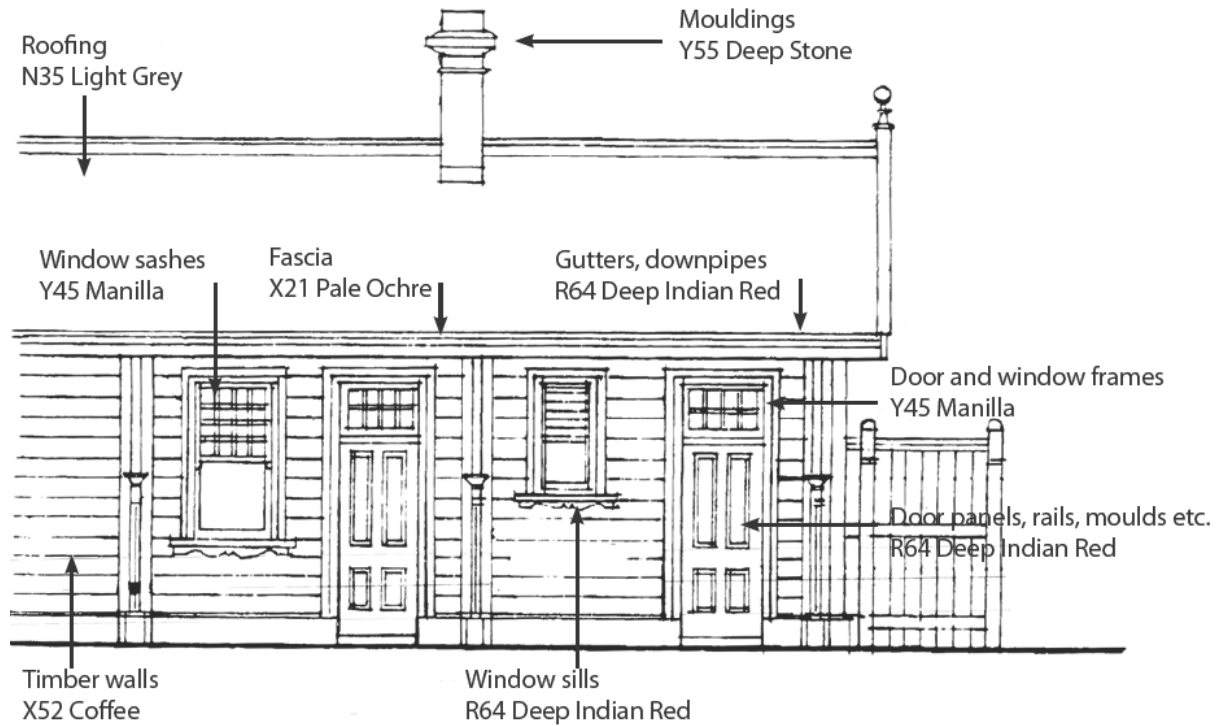 Mouldings
Y55 Deep Stone
Roofing
N35 Light Grey
Window sashes
Y45 Manilla
Fascia
X21 Pale Ochre
Gutters, downpipes
R64 Deep Indian Red
Door and window frames
Y45 Manilla
Door panels, rails, moulds etc.
R64 Deep Indian Red
Timber walls
X52 Coffee
Window sills
R64 Deep Indian Red